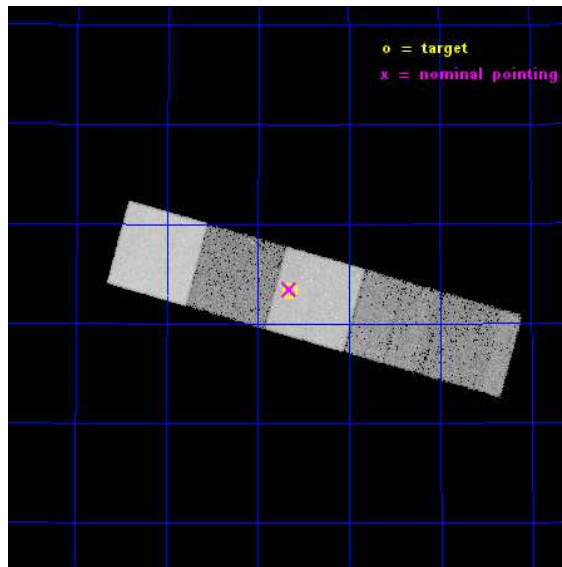 o = target
x = nominal pointing